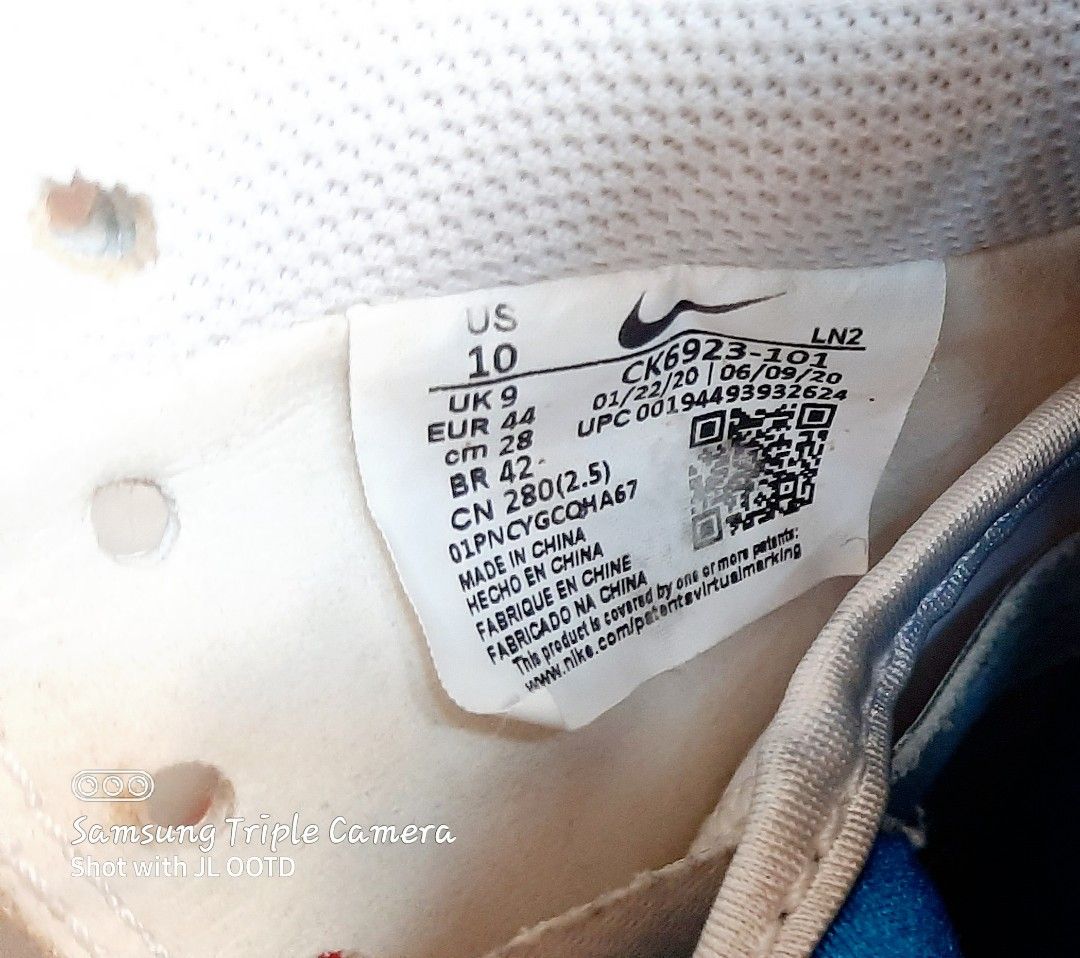 US
10
LN2
CK6923-101
01/22/20 | 06/09/20
UPC 00194493932624
UK 9
EUR 44
cm 28
BR 42
CN 280(2.5)
01PNCYGCQHA67
MADE IN CHINA
HECHO EN CHINA
FABRIQUE EN CHINE
FABRICADO NA CHINA
This product is covered by one or more patents:
www.nike.com/patentsvirtualmarking
Samsung Triple Camera
Shot with JL OOTD